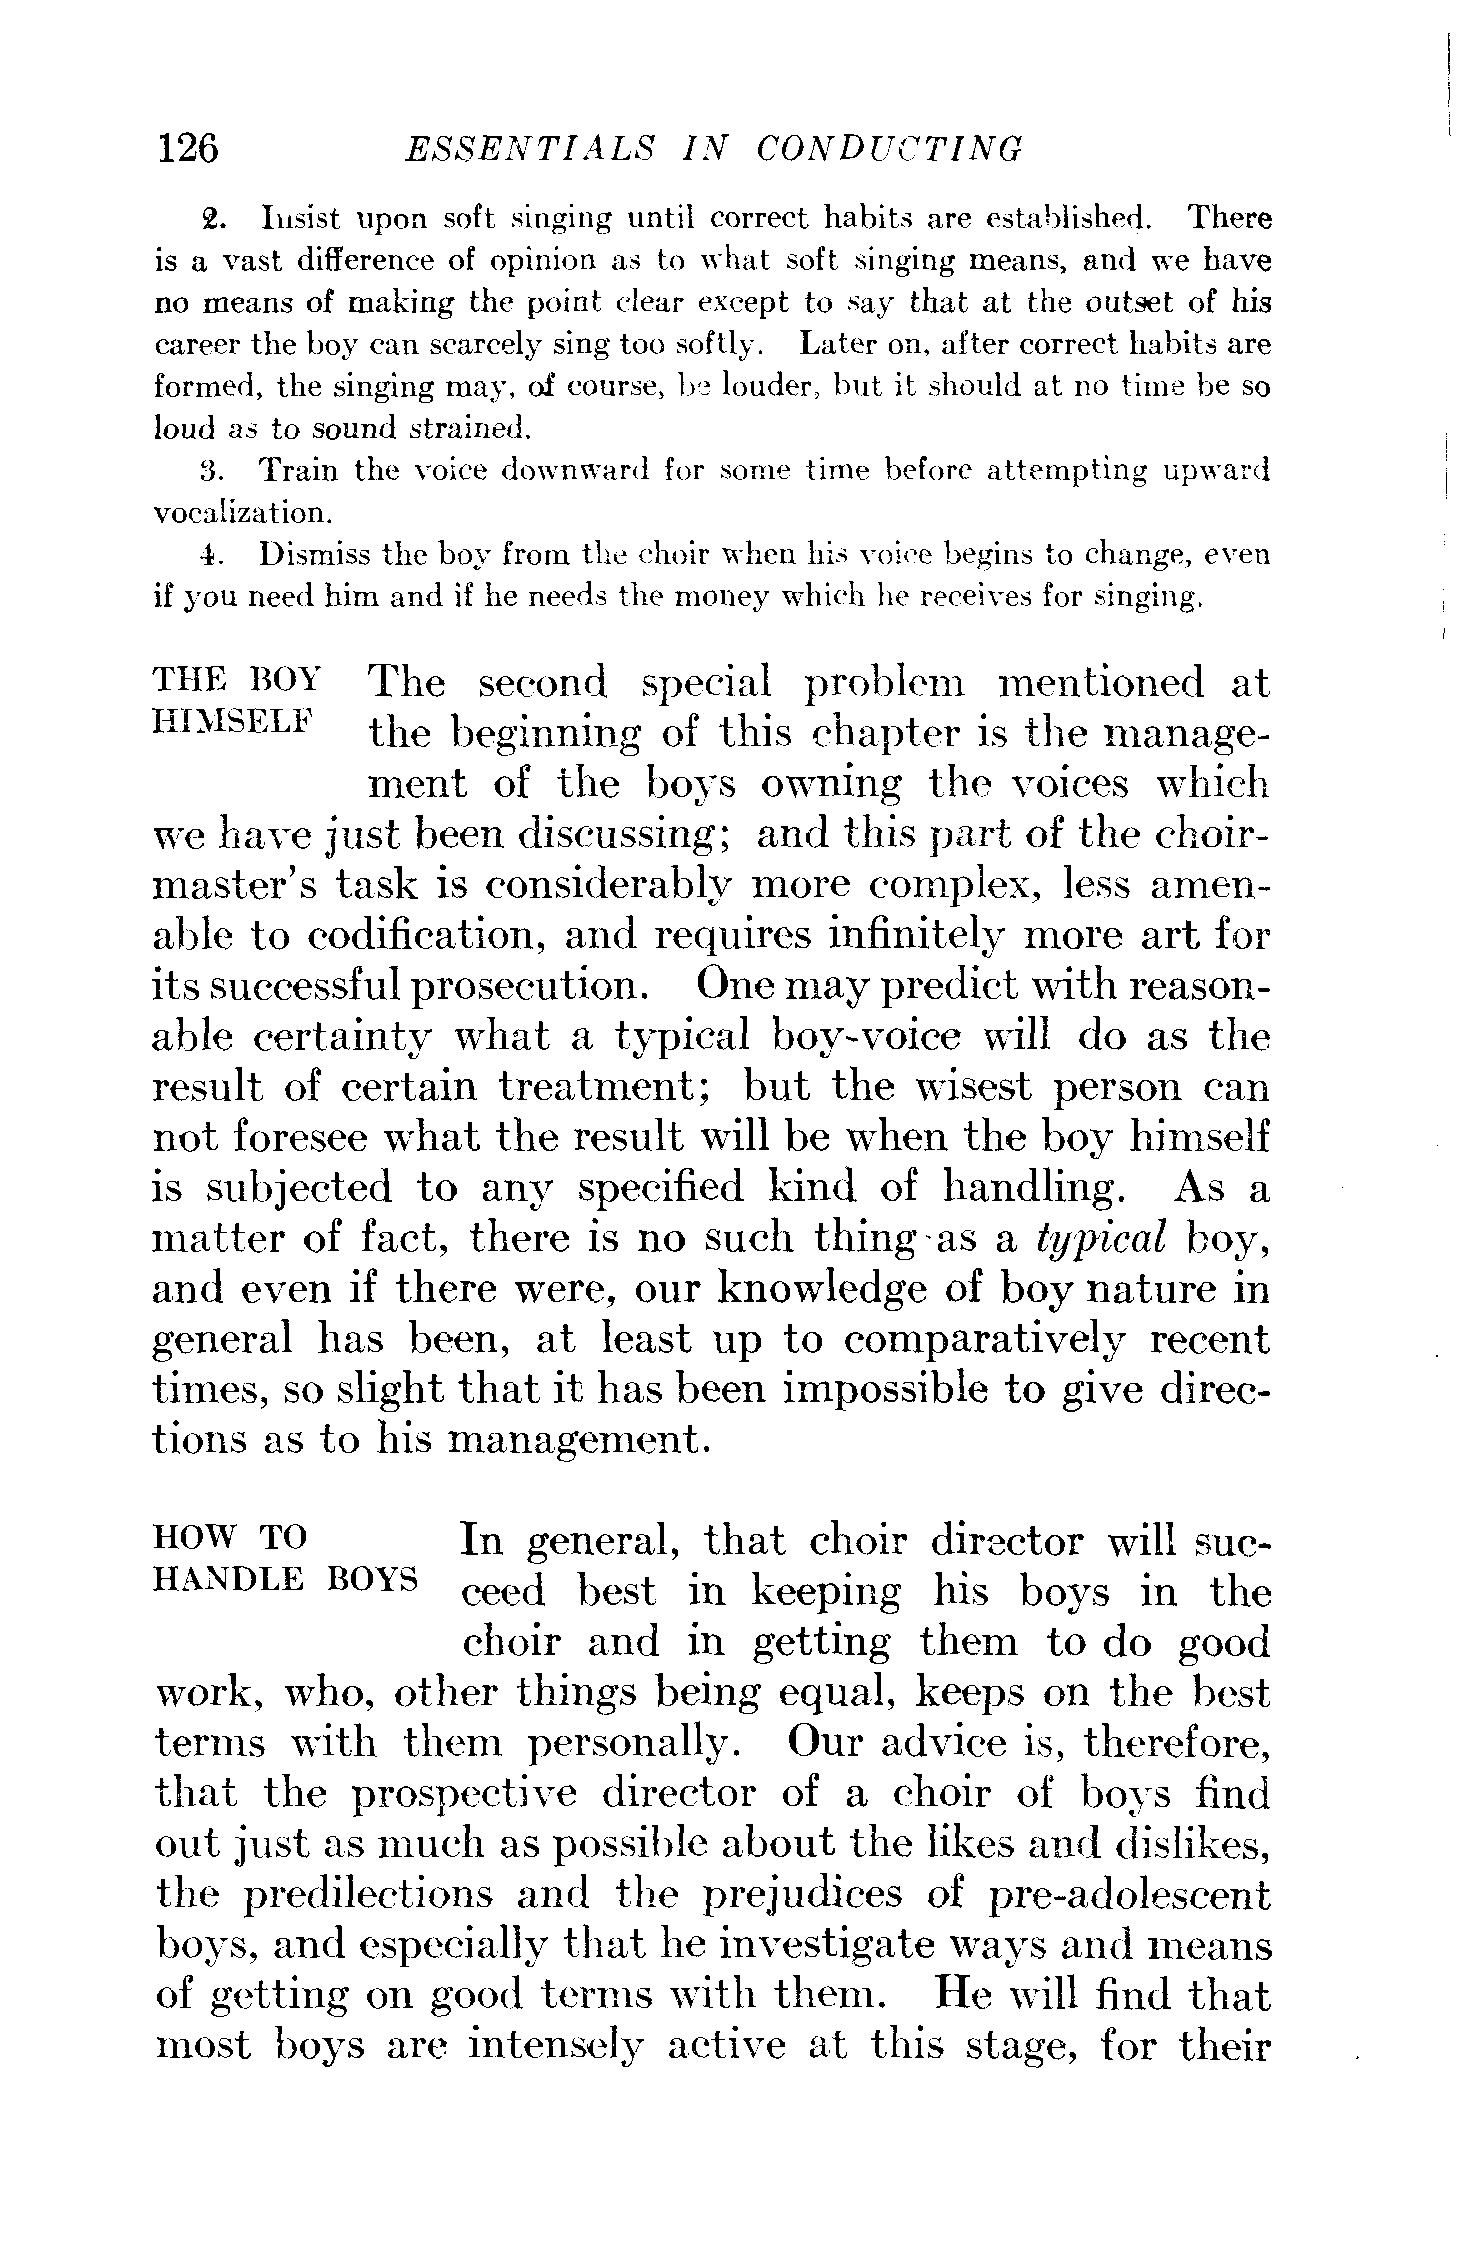 126 ESSENTIALS IN CONDUCTING
2. Insist upon soft singing until correct habits are established. There
is a vast difference of opinion as to what soft singing means, and we have
no means of making the point clear except to say that at the outset of his
career the boy can scarcely sing too softly. Later on, after correct habits are
formed, the singing may, of course, be louder, but it should at no time be so
loud as to sound strained.
3. Train the voice downward for some time before attempting upward
vocalization.
4. Dismiss the boy from the choir when his voice begins to change, even
if you need him and if he needs the money which he receives for singing.
THE BOY
HIMSELF
The second special problem mentioned at
the beginning of this chapter is the manage-
ment of the boys owning the voices which
we have just been discussing; and this part of the choir-
master's task is considerably more complex, less amen-
able to codification, and requires infinitely more art for
its successful prosecution. One may predict with reason-
able certainty what a typical boy-voice will do as the
result of certain treatment; but the wisest person can
not foresee what the result will be when the boy himself
is subjected to any specified kind of handling. As a
matter of fact, there is no such thing as a typical boy,
and even if there were, our knowledge of boy nature in
general has been, at least up to comparatively recent
times, so slight that it has been impossible to give direc-
tions as to his management.
HOW TO
HANDLE BOYS
In general, that choir director will suc-
ceed best in keeping his boys in the
choir and in getting them to do good
work, who, other things being equal, keeps on the best
terms with them personally. Our advice is, therefore,
that the prospective director of a choir of boys find
out just as much as possible about the likes and dislikes,
the predilections and the prejudices of pre-adolescent
boys, and especially that he investigate ways and means
of getting on good terms with them. He will find that
most boys are intensely active at this stage, for their